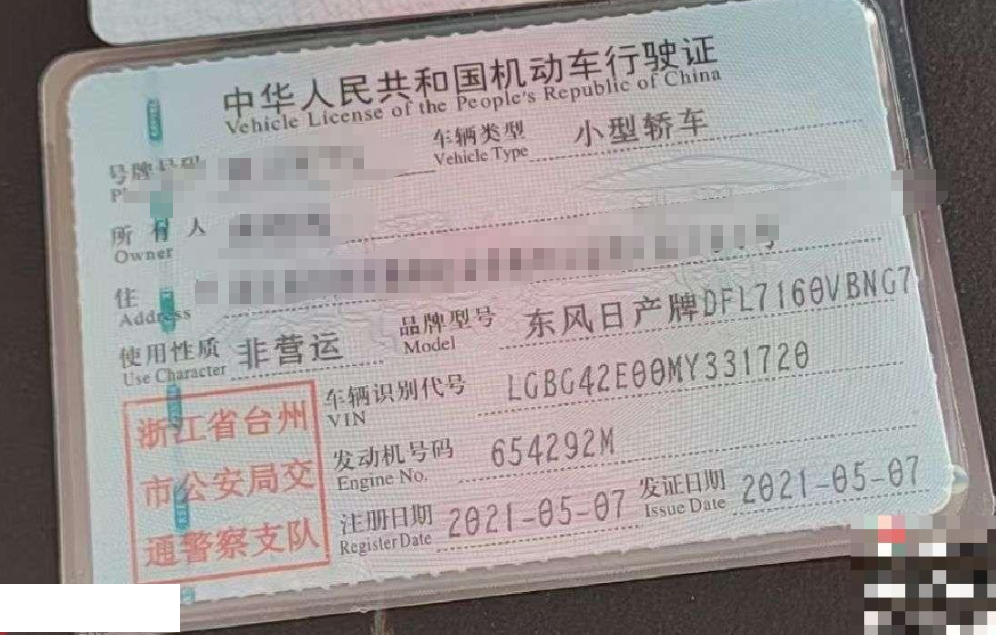 中华人民共和国机动车行驶证
Vehicle License of the People's Republic of China
号牌号码
车辆类型 小型轿车
Vehicle Type
所有人
Owner
住
Address
使用性质 非营运
Use Character
品牌型号 东风日产牌DFL7160VBNG7
Model
车辆识别代号 LGBG42E00MY331720
VIN
发动机号码 654292M
Engine No.
注册日期 2021-05-07
Register Date
发证日期 2021-05-07
Issue Date
浙江省台州
市公安局交
通警察支队